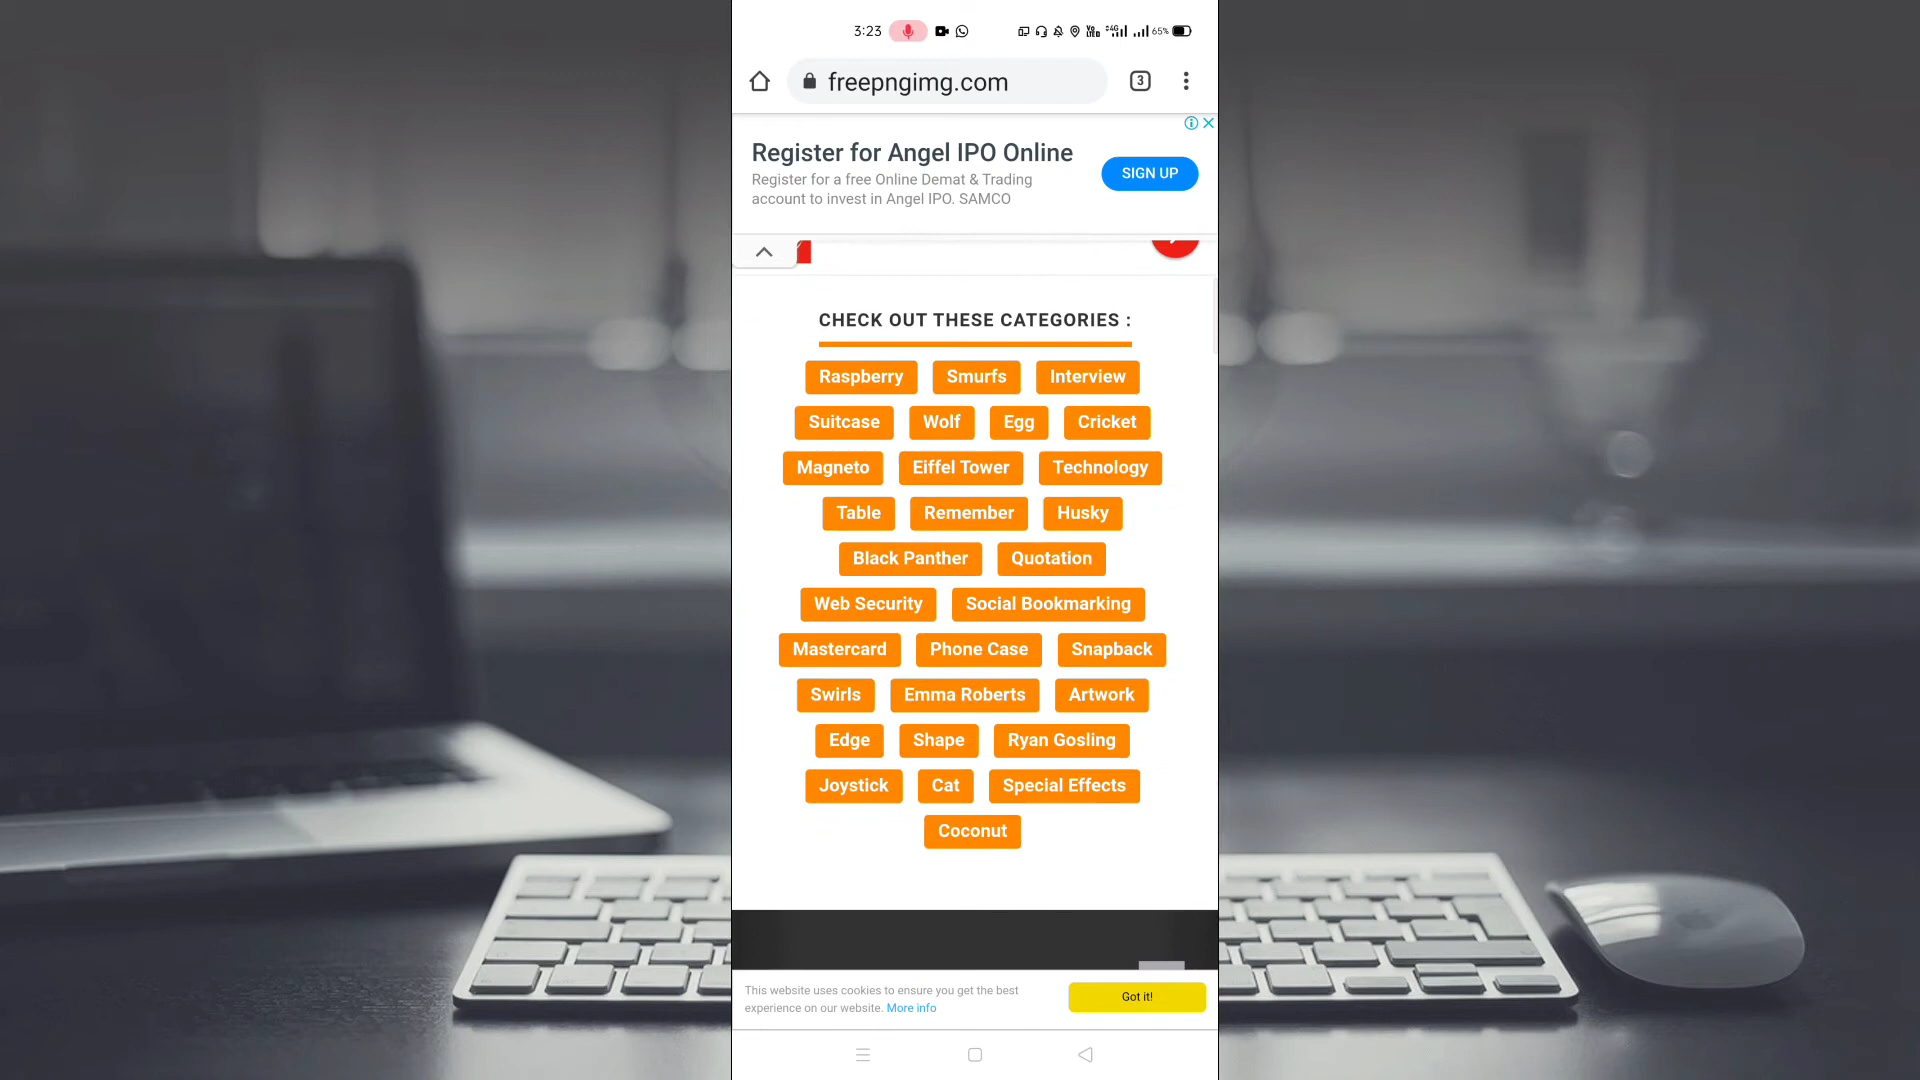 3:23 65%
freepngimg.com 3
Register for Angel IPO Online
Register for a free Online Demat & Trading
account to invest in Angel IPO. SAMCO
SIGN UP
CHECK OUT THESE CATEGORIES :
Raspberry Smurfs Interview
Suitcase Wolf Egg Cricket
Magneto Eiffel Tower Technology
Table Remember Husky
Black Panther Quotation
Web Security Social Bookmarking
Mastercard Phone Case Snapback
Swirls Emma Roberts Artwork
Edge Shape Ryan Gosling
Joystick Cat Special Effects
Coconut
This website uses cookies to ensure you get the best
experience on our website. More info
Got it!